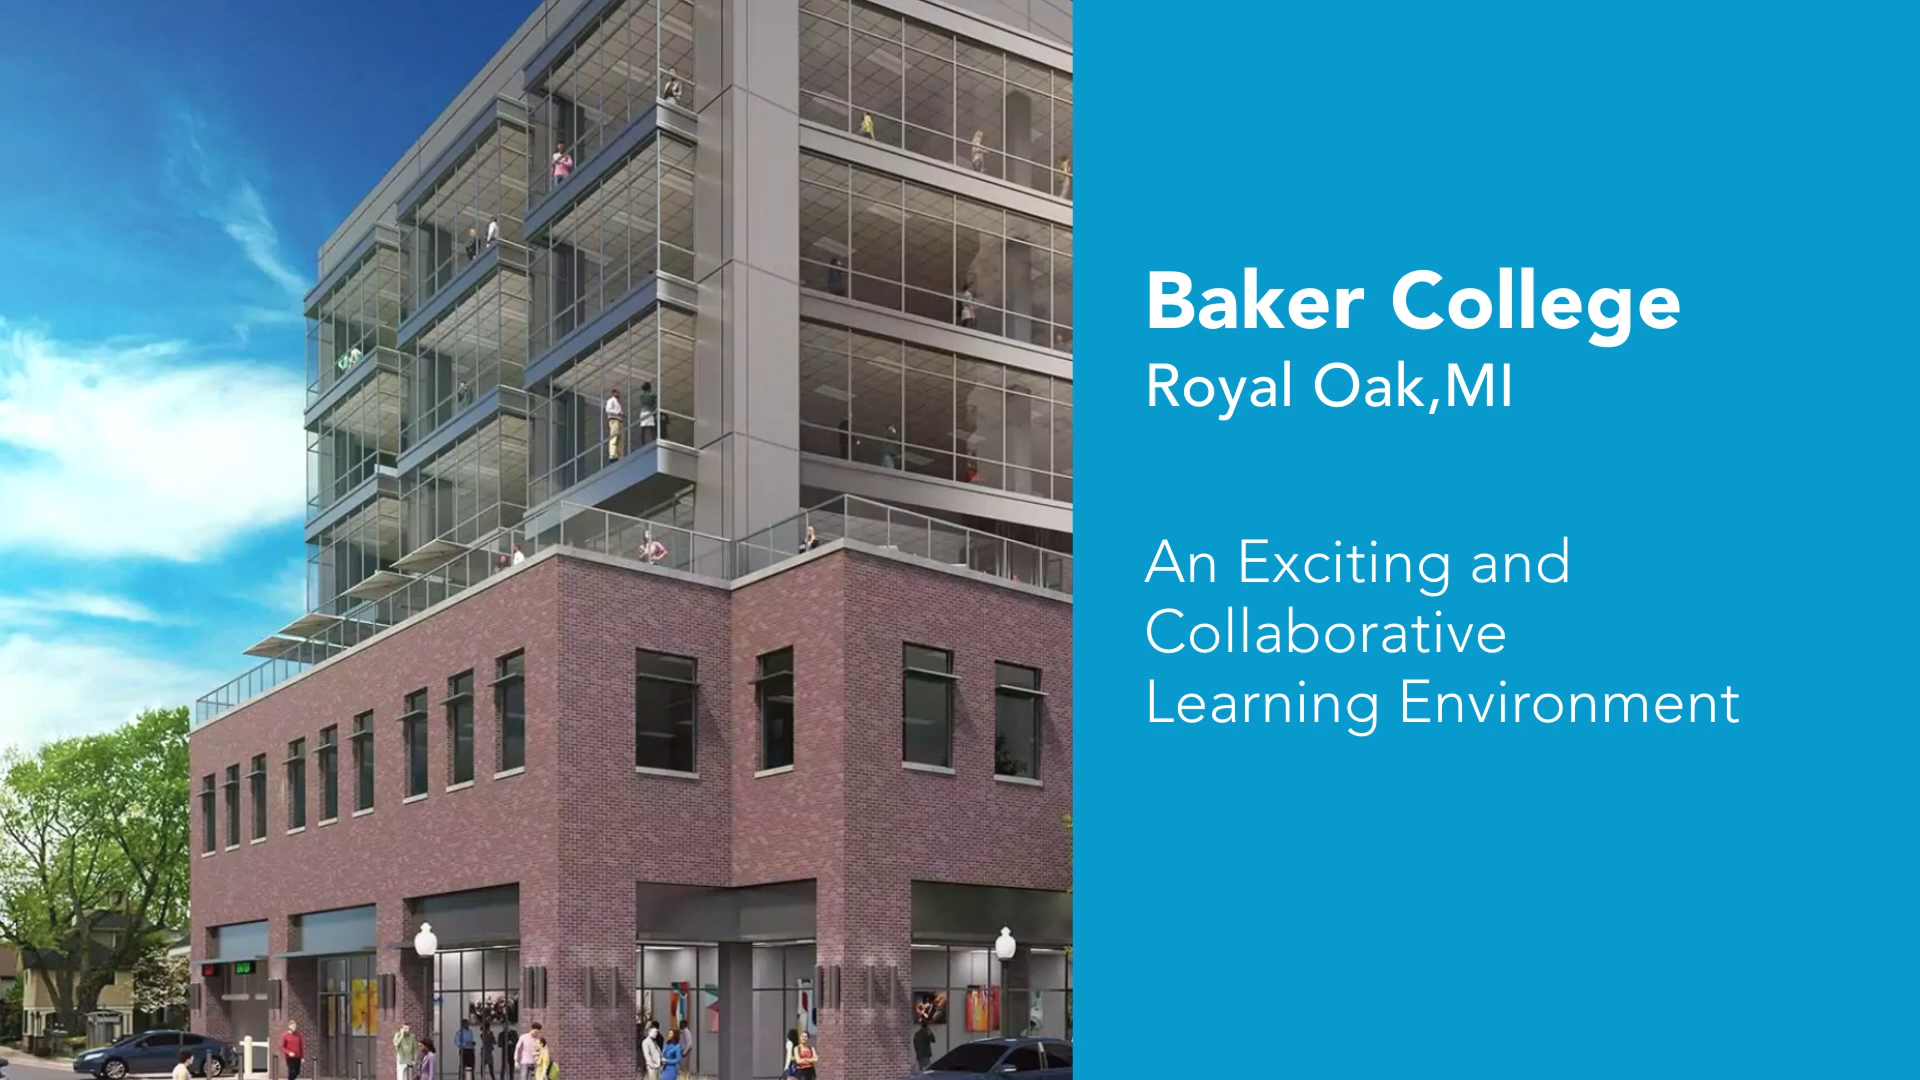 Baker College
Royal Oak,MI
An Exciting and
Collaborative
Learning Environment